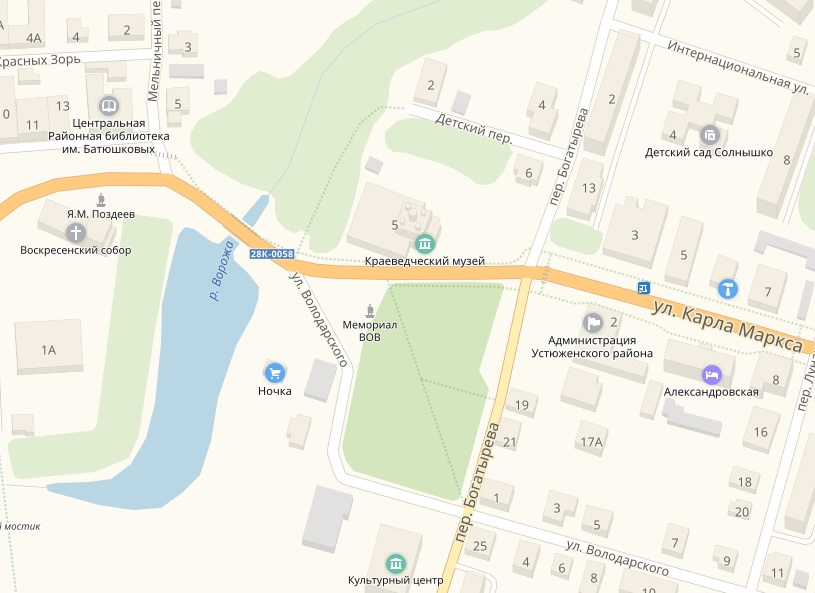 4А
4
2
3
Красных Зорь
Мельничный пе
5
0
11
13
Центральная
Районная библиотека
им. Батюшковых
Я.М. Поздеев
Воскресенский собор
р. Ворожа
28К-0058
1А
2
4
Детский пер.
6
5
Краеведческий музей
пер. Богатырева
2
13
Интернациональная ул.
5
4
Детский сад Солнышко
8
3
5
7
ул. Карла Маркса
ул. Володарского
Мемориал
ВОВ
Ночка
2
Администрация
Устюженского района
Александровская
8
пер. Луна
19
21
17А
16
18
20
пер. Богатырева
1
3
5
7
9
11
ул. Володарского
й мостик
25
4
6
8
10
Культурный центр